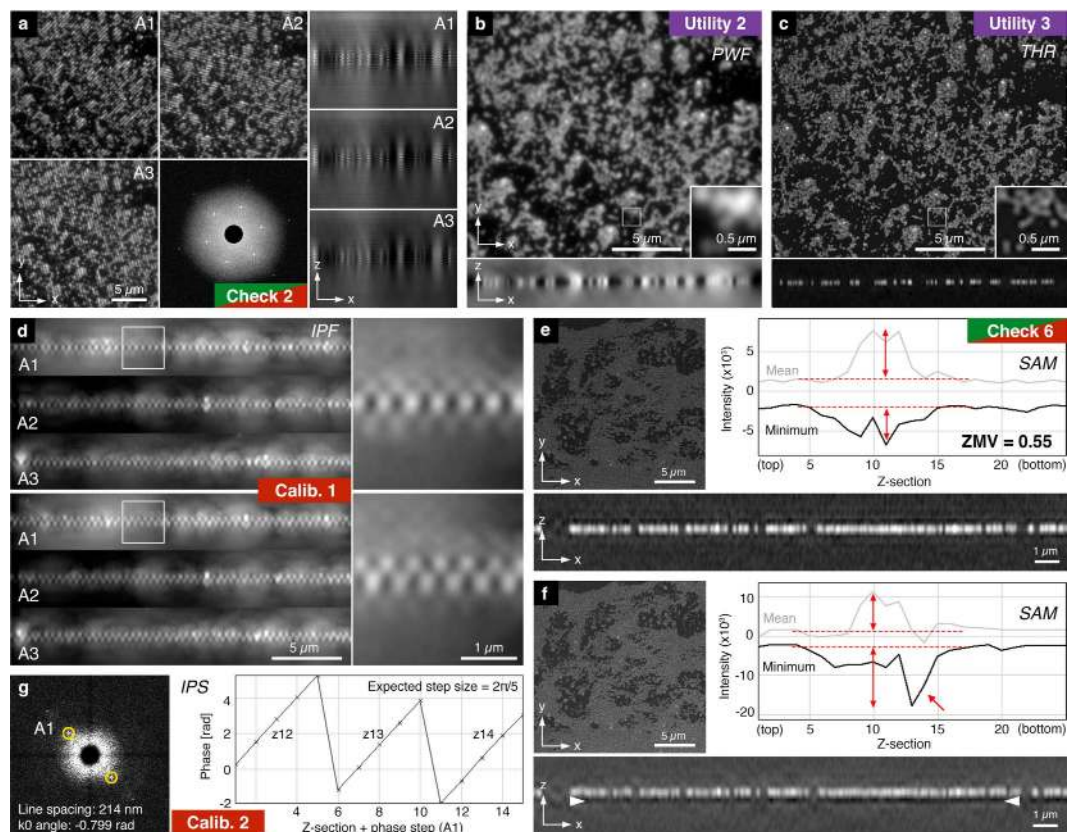 a
A1
A2
A3
y
x
5 µm
Check 2
A1
A2
A3
z
x
b
Utility 2
PWF
y
x
5 µm
0.5 µm
z
x
c
Utility 3
THR
5 µm
0.5 µm
d
IPF
A1
A2
A3
Calib. 1
A1
A2
A3
5 µm
1 µm
e
y
x
5 µm
Check 6
SAM
Intensity (x10³)
5
0
-5
Mean
Minimum
ZMV = 0.55
(top) 5 10 15 20 (bottom)
Z-section
z
x
1 µm
f
y
x
5 µm
SAM
Intensity (x10³)
10
0
-10
-20
Mean
Minimum
(top) 5 10 15 20 (bottom)
Z-section
z
x
1 µm
g
A1
Line spacing: 214 nm
k0 angle: -0.799 rad
IPS
Expected step size = 2π/5
Phase [rad]
4
2
0
-2
z12
z13
z14
2 4 6 8 10 12 14
Z-section + phase step (A1)
Calib. 2